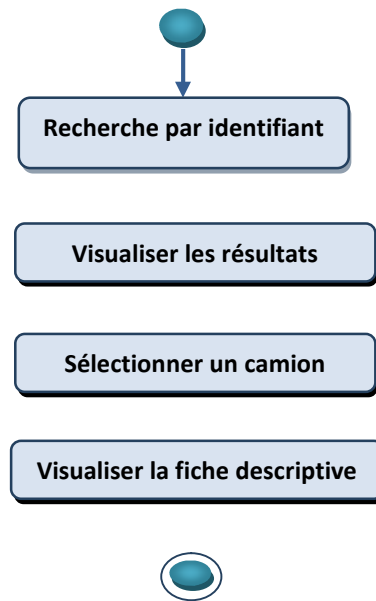 Recherche par identifiant
Visualiser les résultats
Sélectionner un camion
Visualiser la fiche descriptive